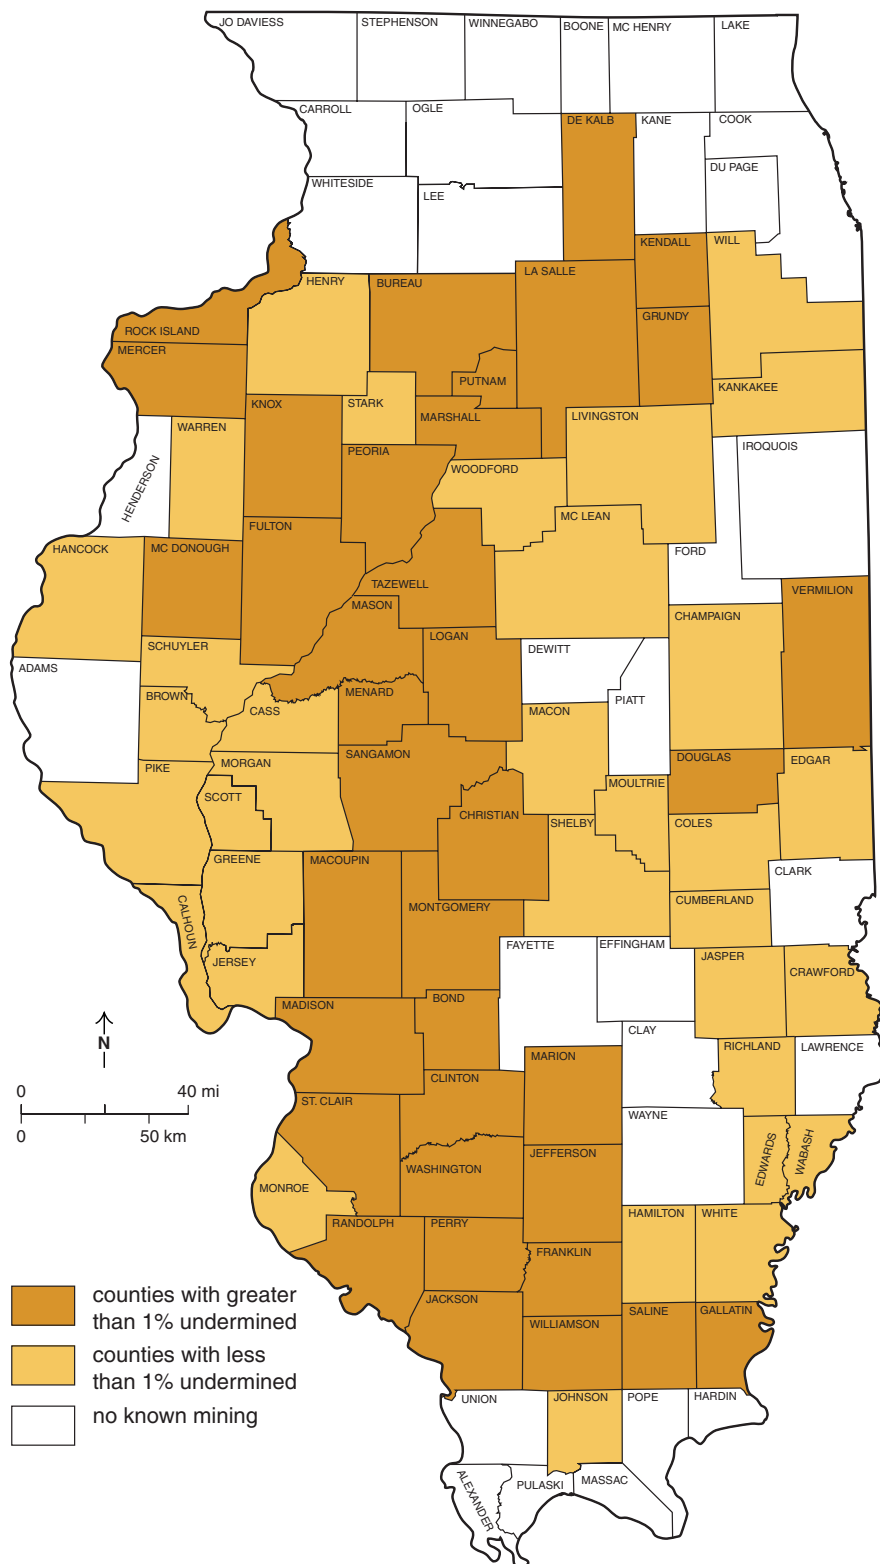 JO DAVIESS
STEPHENSON
WINNEGABO
BOONE
MC HENRY
LAKE
CARROLL
OGLE
DE KALB
KANE
COOK
DU PAGE
WHITESIDE
LEE
KENDALL
WILL
LA SALLE
HENRY
BUREAU
GRUNDY
ROCK ISLAND
MERCER
PUTNAM
KANKAKEE
KNOX
STARK
MARSHALL
LIVINGSTON
WARREN
IROQUOIS
PEORIA
WOODFORD
HENDERSON
MC LEAN
FULTON
HANCOCK
MC DONOUGH
FORD
TAZEWELL
VERMILION
MASON
CHAMPAIGN
LOGAN
SCHUYLER
DEWITT
ADAMS
BROWN
MENARD
PIATT
CASS
MACON
SANGAMON
DOUGLAS
EDGAR
MORGAN
PIKE
MOULTRIE
SCOTT
CHRISTIAN
SHELBY
COLES
GREENE
MACOUPIN
CLARK
CUMBERLAND
MONTGOMERY
CALHOUN
FAYETTE
EFFINGHAM
JERSEY
JASPER
CRAWFORD
MADISON
BOND
CLAY
N
RICHLAND
LAWRENCE
MARION
CLINTON
0 40 mi
ST. CLAIR
WAYNE
0 50 km
EDWARDS
WABASH
JEFFERSON
WASHINGTON
MONROE
HAMILTON
WHITE
RANDOLPH
PERRY
FRANKLIN
JACKSON
SALINE
GALLATIN
WILLIAMSON
counties with greater
than 1% undermined
counties with less
than 1% undermined
no known mining
UNION
JOHNSON
POPE
HARDIN
ALEXANDER
PULASKI
MASSAC